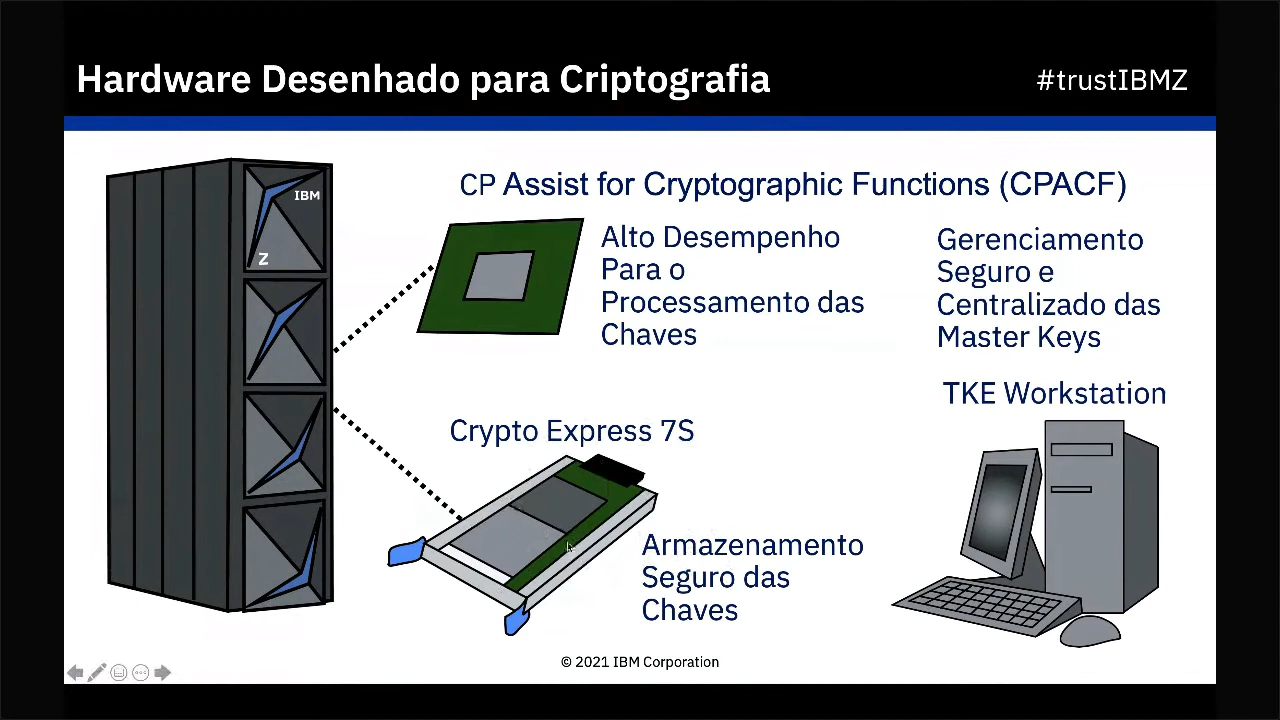 Hardware Desenhado para Criptografia
#trustIBMZ
IBM
Z
CP Assist for Cryptographic Functions (CPACF)
Alto Desempenho
Para o
Processamento das
Chaves
Gerenciamento
Seguro e
Centralizado das
Master Keys
TKE Workstation
Crypto Express 7S
Armazenamento
Seguro das
Chaves
© 2021 IBM Corporation